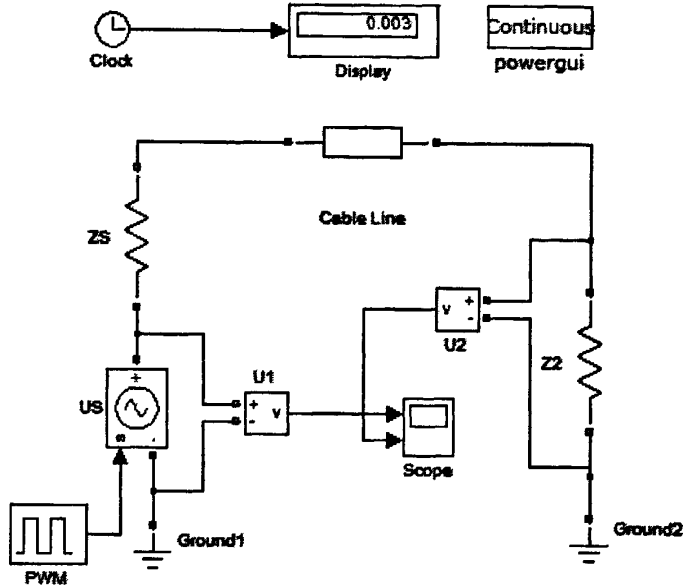 0.003
Continuous
Clock
Display
powergui
Cable Line
ZS
+
v
-
U2
Z2
U1
US
+
+
-
v
s
-
Scope
Ground1
Ground2
PWM